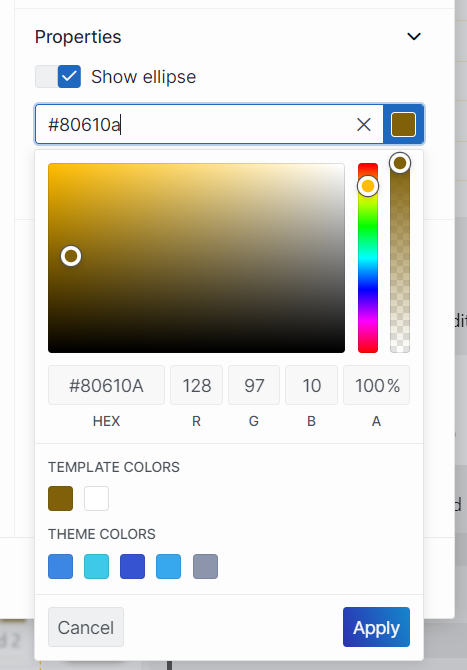 Properties
Show ellipse
#80610a
#80610A 128 97 10 100%
HEX R G B A
TEMPLATE COLORS
THEME COLORS
Cancel Apply